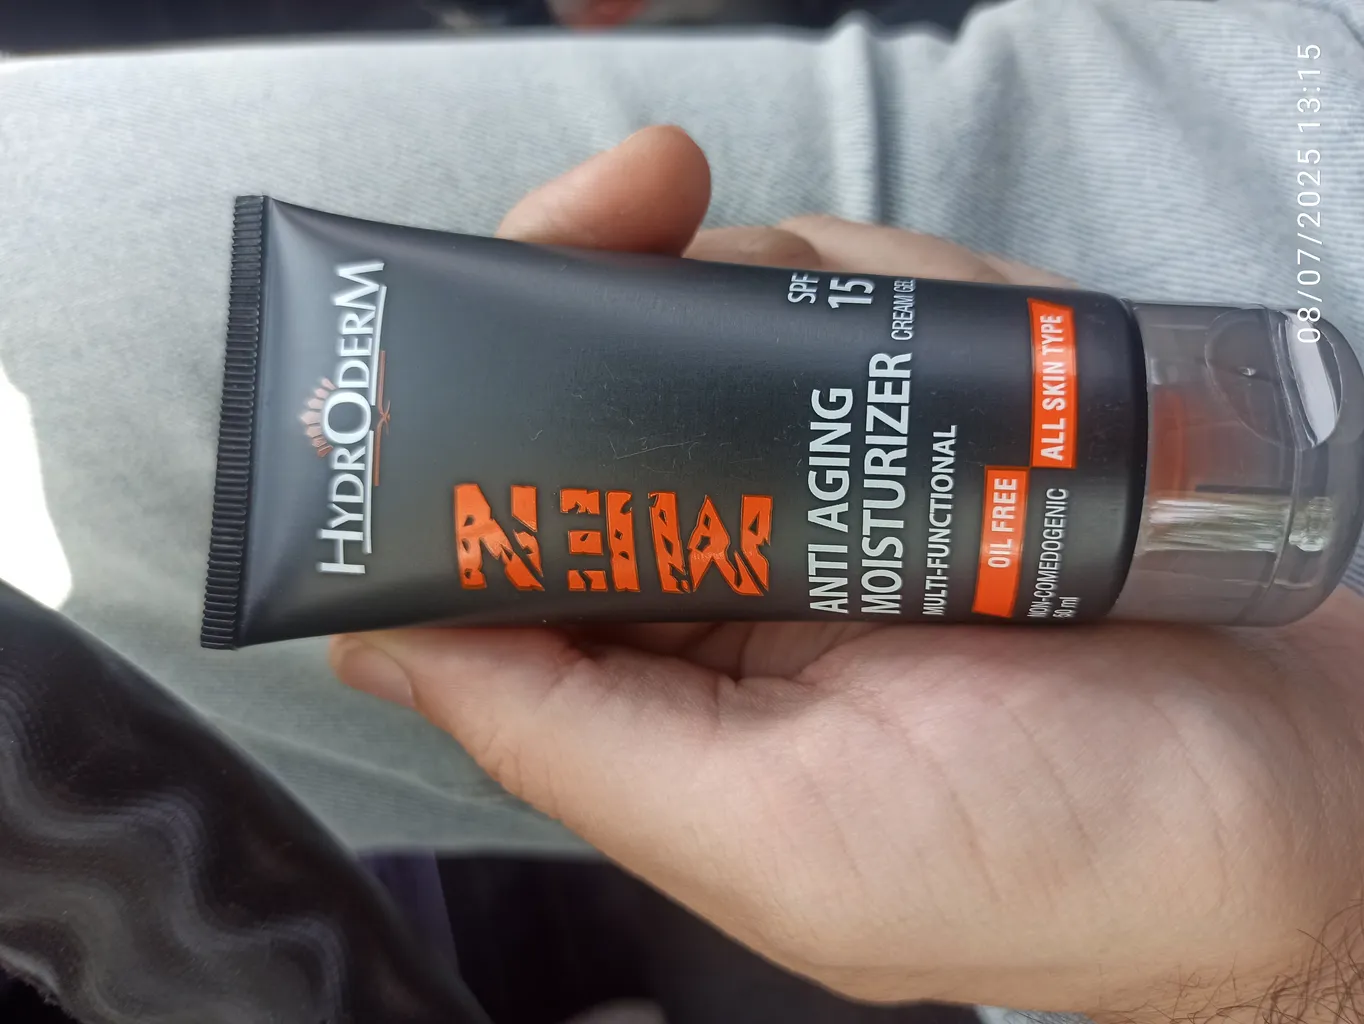 HYDRODERM
MEN
ANTI AGING SPF
MOISTURIZER 15
CREAM GEL
MULTI-FUNCTIONAL
OIL FREE
ALL SKIN TYPE
NON-COMEDOGENIC
60 ml
08/07/2025 13:15